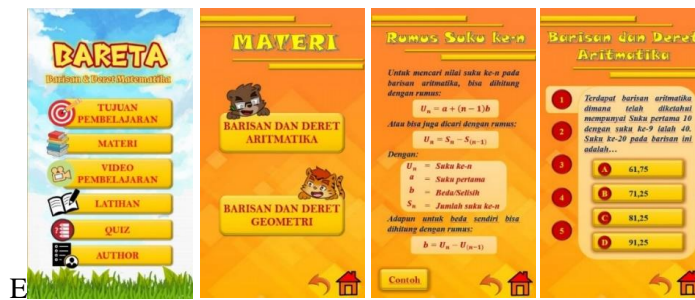 BARETA
Barisan & Deret Matematika
TUJUAN
PEMBELAJARAN
MATERI
VIDEO
PEMBELAJARAN
LATIHAN
QUIZ
AUTHOR
MATERI
BARISAN DAN DERET
ARITMATIKA
BARISAN DAN DERET
GEOMETRI
Rumus Suku ke-n
Untuk mencari nilai suku ke-n pada
barisan aritmatika, bisa dihitung
dengan rumus:
Uₙ = a + (n − 1)b
Atau bisa juga dicari dengan rumus:
Uₙ = Sₙ − S₍ₙ₋₁₎
Dengan:
Uₙ = Suku ke-n
a = Suku pertama
b = Beda/Selisih
Sₙ = Jumlah suku ke-n
Adapun untuk beda sendiri bisa
dihitung dengan rumus:
b = Uₙ − U₍ₙ₋₁₎
Contoh
Barisan dan Deret
Aritmatika
1
2
3
4
5
Terdapat barisan aritmatika
dimana telah diketahui
mempunyai Suku pertama 10
dengan suku ke-9 ialah 40.
Suku ke-20 pada barisan ini
adalah…
A 61,75
B 71,25
C 81,25
D 91,25
E